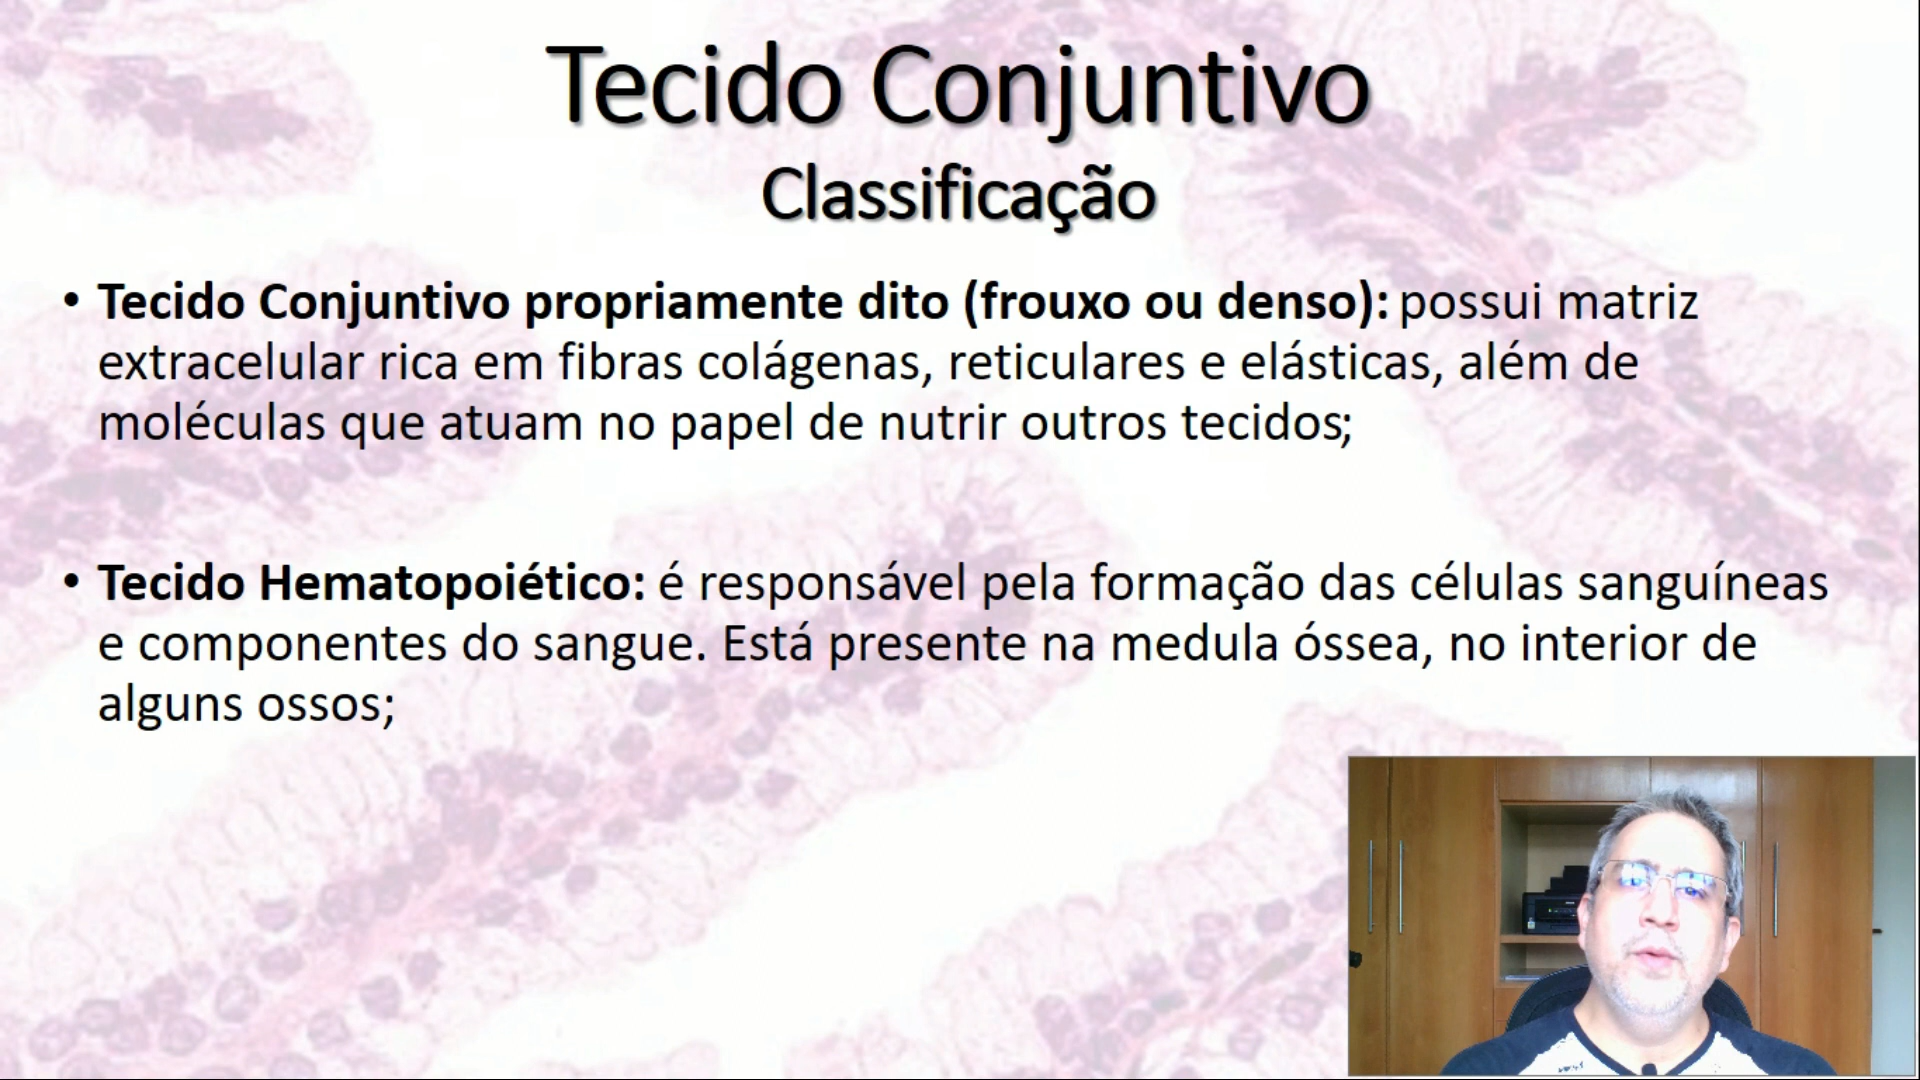 Tecido Conjuntivo
Classificação
• Tecido Conjuntivo propriamente dito (frouxo ou denso): possui matriz
extracelular rica em fibras colágenas, reticulares e elásticas, além de
moléculas que atuam no papel de nutrir outros tecidos;
• Tecido Hematopoiético: é responsável pela formação das células sanguíneas
e componentes do sangue. Está presente na medula óssea, no interior de
alguns ossos;